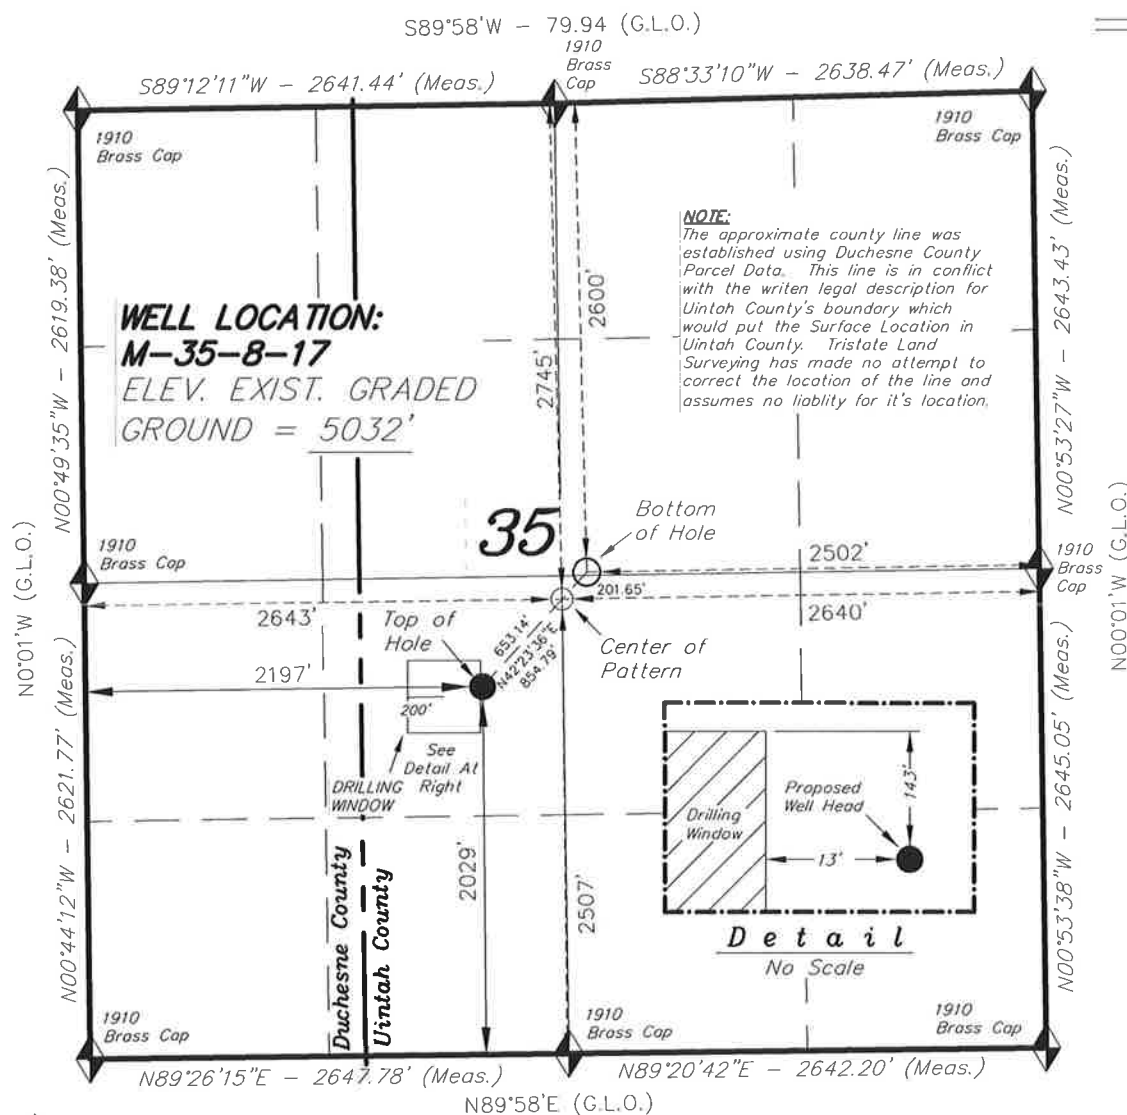 S89°58'W - 79.94 (G.L.O.)
S89°12'11"W - 2641.44' (Meas.)
1910
Brass
Cap
S88°33'10"W - 2638.47' (Meas.)
1910
Brass Cap
1910
Brass Cap
N00°49'35"W - 2619.38' (Meas.)
N00°53'27"W - 2643.43' (Meas.)
NOTE:
The approximate county line was
established using Duchesne County
Parcel Data. This line is in conflict
with the writen legal description for
Uintah County's boundary which
would put the Surface Location in
Uintah County. Tristate Land
Surveying has made no attempt to
correct the location of the line and
assumes no liablity for it's location.
WELL LOCATION:
M-35-8-17
ELEV. EXIST. GRADED
GROUND = 5032'
2600'
2745'
35
Bottom
of Hole
1910
Brass Cap
2502'
1910
Brass
Cap
N0°01'W (G.L.O.)
N00°01'W (G.L.O.)
201.65'
2643'
2640'
Top of
Hole
653.14'
N42°23'36"E
854.79'
Center of
Pattern
2197'
200'
See
Detail At
Right
DRILLING
WINDOW
N00°44'12"W - 2621.77' (Meas.)
N00°53'38"W - 2645.05' (Meas.)
Duchesne County
Uintah County
2029'
2507'
Drilling
Window
Proposed
Well Head
143'
13'
Detail
No Scale
1910
Brass Cap
1910
Brass Cap
1910
Brass Cap
N89°26'15"E - 2647.78' (Meas.)
N89°20'42"E - 2642.20' (Meas.)
N89°58'E (G.L.O.)